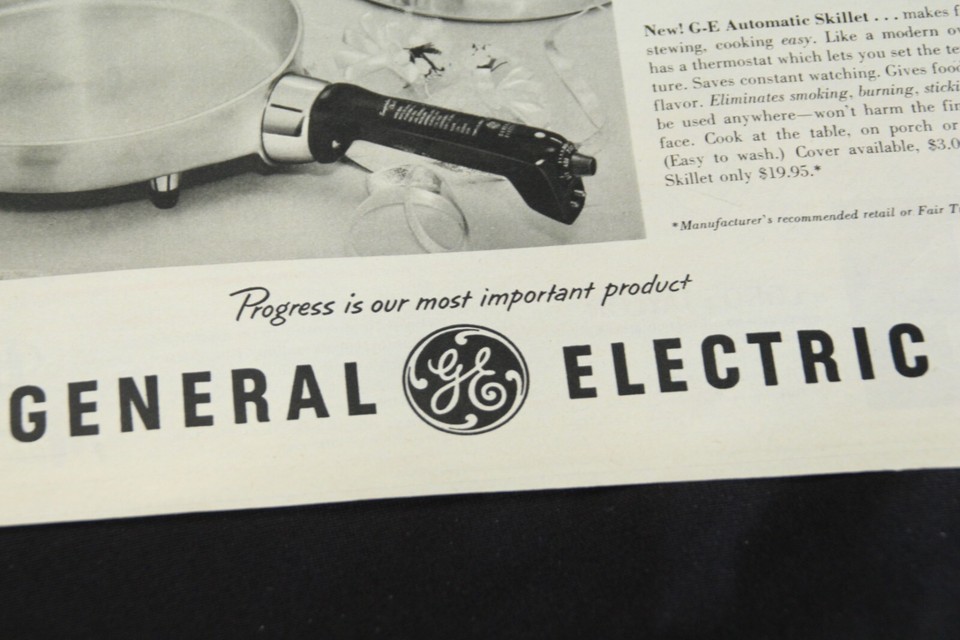 New! G-E Automatic Skillet . . . makes
stewing, cooking easy. Like a modern
has a thermostat which lets you set the
ture. Saves constant watching. Gives
flavor. Eliminates smoking, burning,
be used anywhere—won't harm the
face. Cook at the table, on porch or
(Easy to wash.) Cover available,
Skillet only $19.95.*
*Manufacturer's recommended retail or Fair
Progress is our most important product
GENERAL GE ELECTRIC